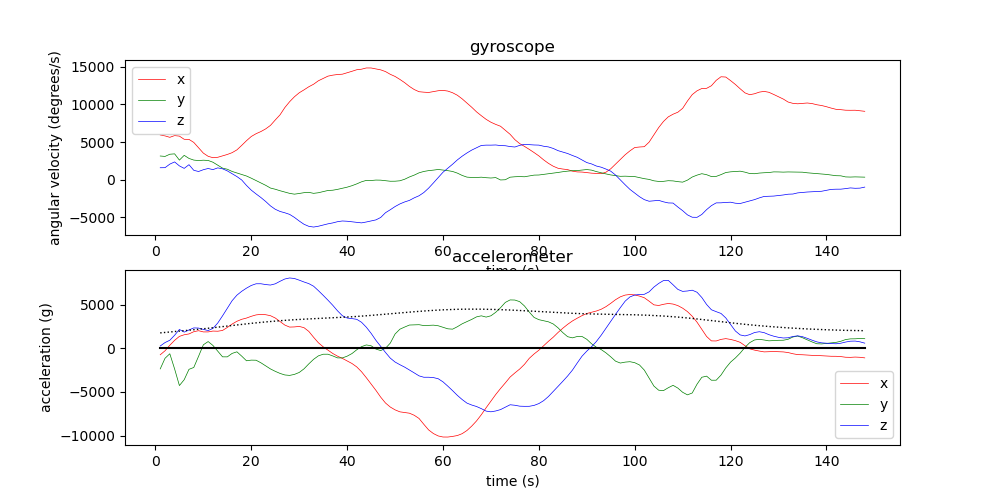 gyroscope
angular velocity (degrees/s)
15000
10000
5000
0
−5000
x
y
z
0 20 40 60 80 100 120 140
time (s)
accelerometer
acceleration (g)
5000
0
−5000
−10000
x
y
z
0 20 40 60 80 100 120 140
time (s)